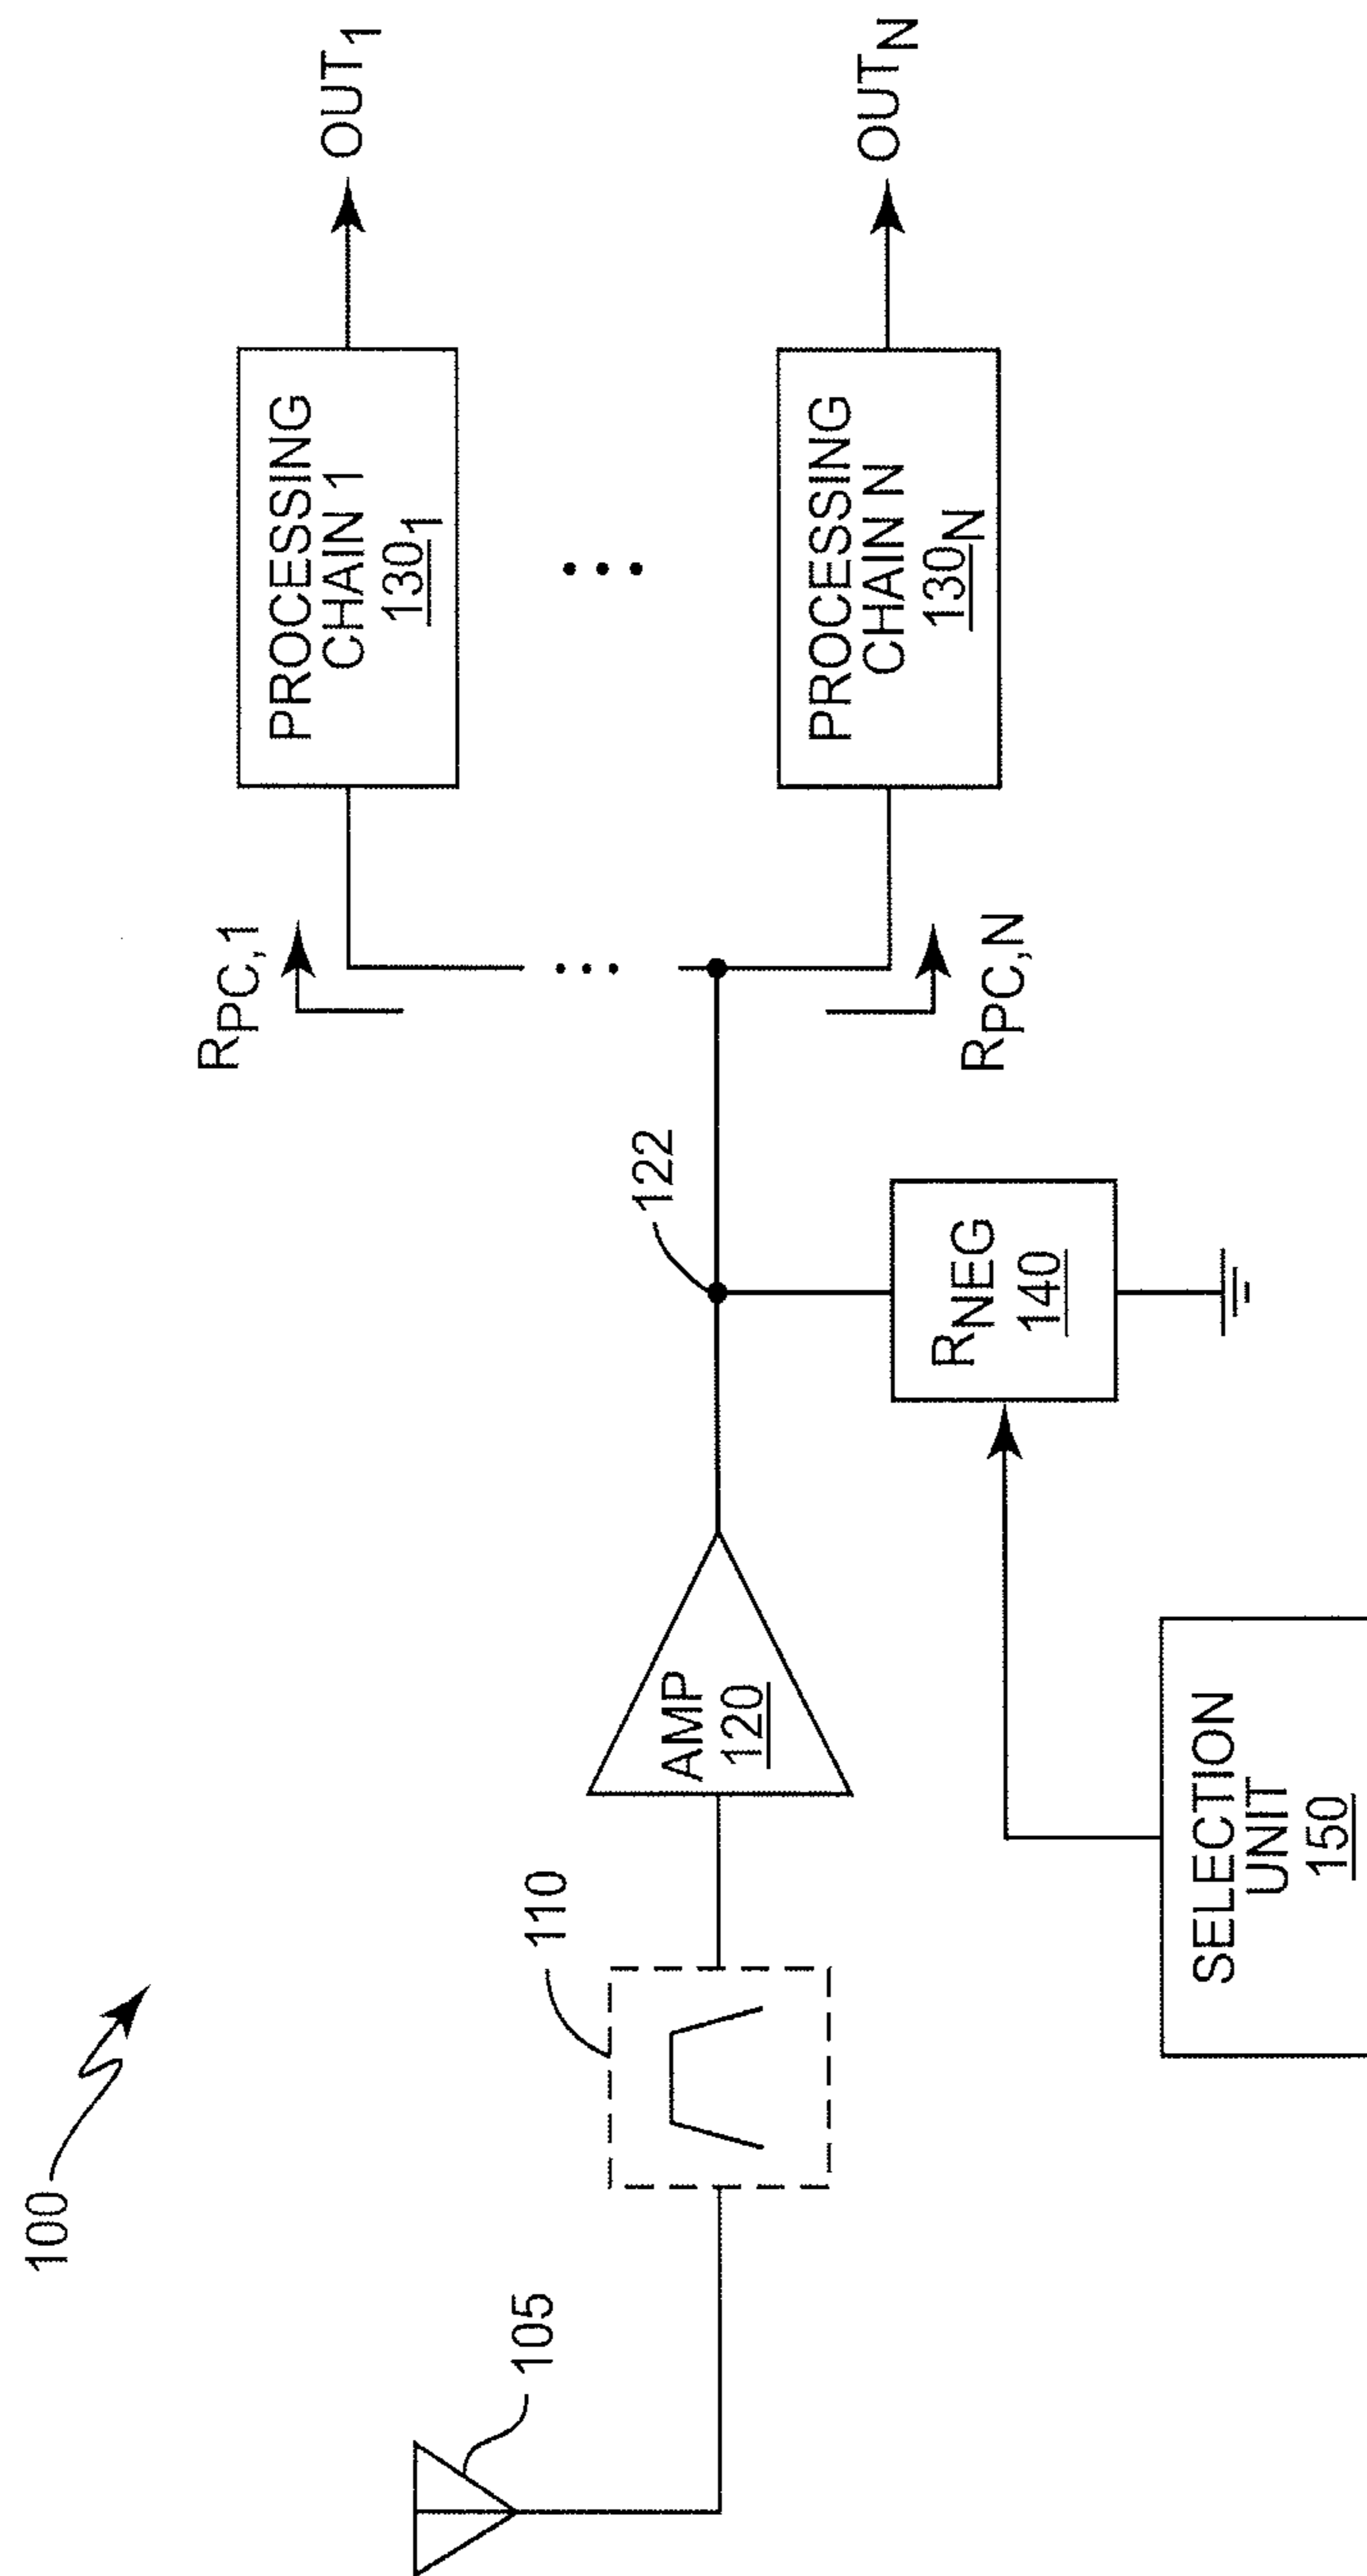 100
105
110
AMP
120
122
R_NEG
140
SELECTION
UNIT
150
R_PC,1
R_PC,N
PROCESSING
CHAIN 1
130_1
PROCESSING
CHAIN N
130_N
OUT_1
OUT_N